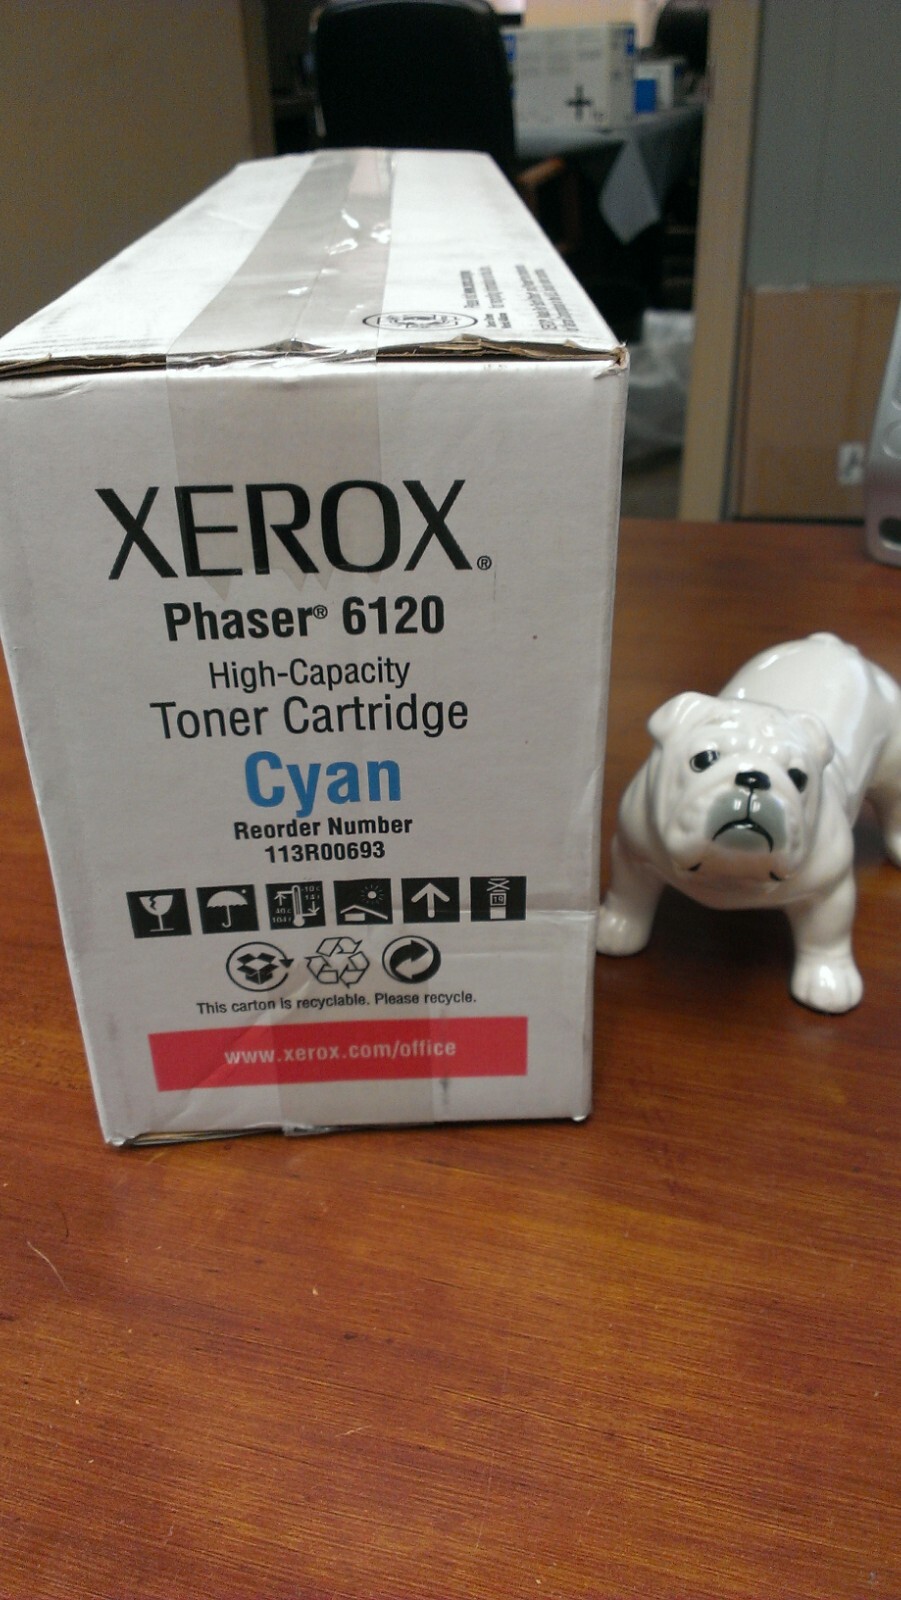 XEROX®
Phaser® 6120
High-Capacity
Toner Cartridge
Cyan
Reorder Number
113R00693
19
This carton is recyclable. Please recycle.
www.xerox.com/office